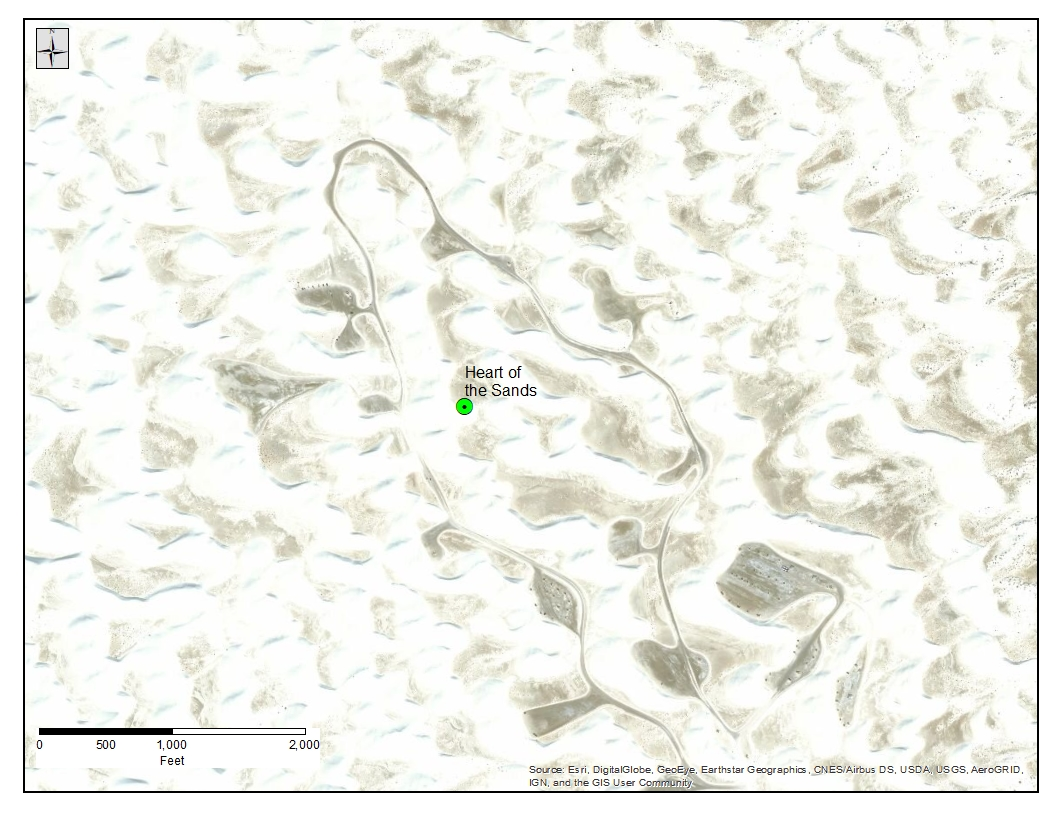 N
Heart of
the Sands
0 500 1,000 2,000
Feet
Source: Esri, DigitalGlobe, GeoEye, Earthstar Geographics, CNES/Airbus DS, USDA, USGS, AeroGRID,
IGN, and the GIS User Community